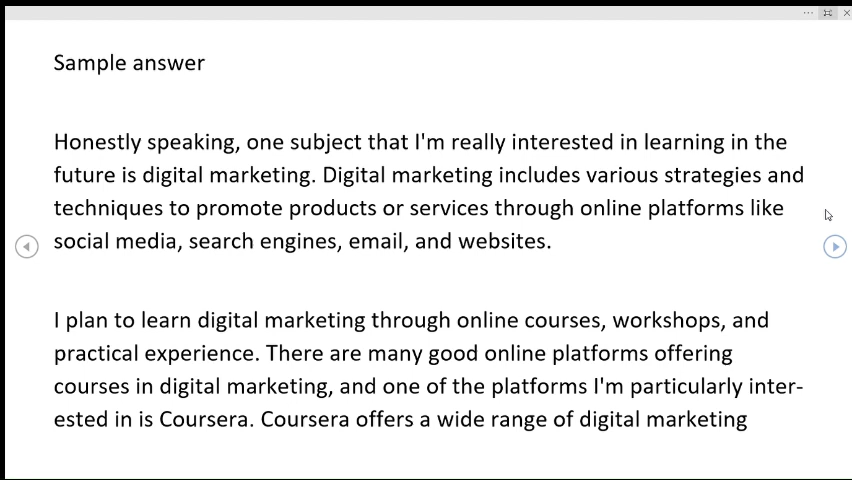 Sample answer
Honestly speaking, one subject that I'm really interested in learning in the
future is digital marketing. Digital marketing includes various strategies and
techniques to promote products or services through online platforms like
social media, search engines, email, and websites.
I plan to learn digital marketing through online courses, workshops, and
practical experience. There are many good online platforms offering
courses in digital marketing, and one of the platforms I'm particularly inter-
ested in is Coursera. Coursera offers a wide range of digital marketing